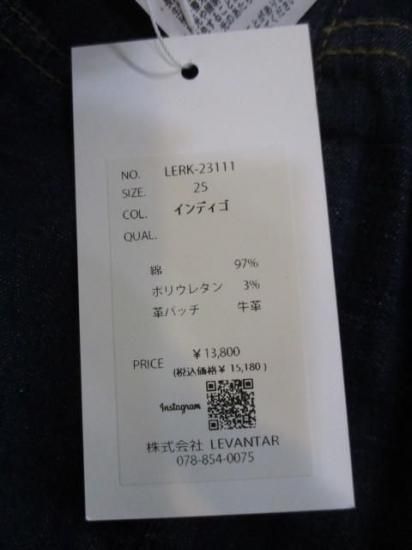 NO. LERK-23111
SIZE. 25
COL. インディゴ
QUAL.
綿 97%
ポリウレタン 3%
革パッチ 牛革
PRICE ¥13,800
(税込価格¥ 15,180 )
Instagram
株式会社 LEVANTAR
078-854-0075